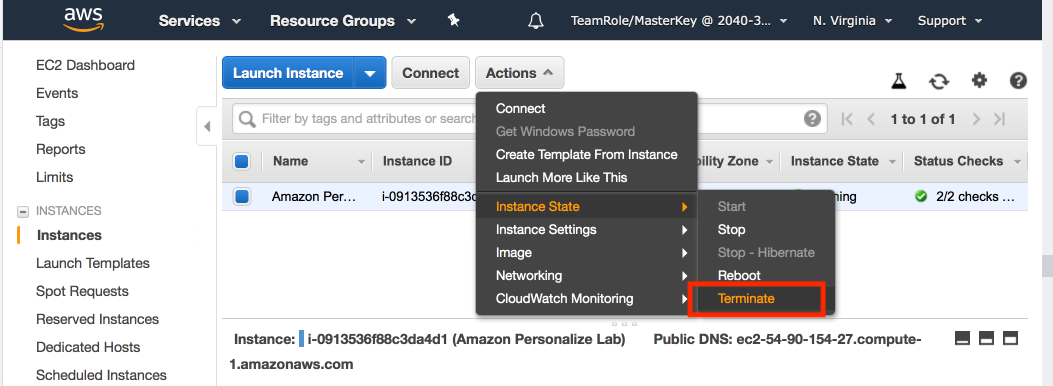 aws Services Resource Groups TeamRole/MasterKey @ 2040-3... N. Virginia Support
EC2 Dashboard
Events
Tags
Reports
Limits
INSTANCES
Instances
Launch Templates
Spot Requests
Reserved Instances
Dedicated Hosts
Scheduled Instances
Launch Instance Connect Actions
Filter by tags and attributes or search 1 to 1 of 1
Name Instance ID bility Zone Instance State Status Checks
Amazon Per... i-0913536f88c3d ning 2/2 checks ...
Connect
Get Windows Password
Create Template From Instance
Launch More Like This
Instance State
Instance Settings
Image
Networking
CloudWatch Monitoring
Start
Stop
Stop - Hibernate
Reboot
Terminate
Instance: i-0913536f88c3da4d1 (Amazon Personalize Lab) Public DNS: ec2-54-90-154-27.compute-
1.amazonaws.com